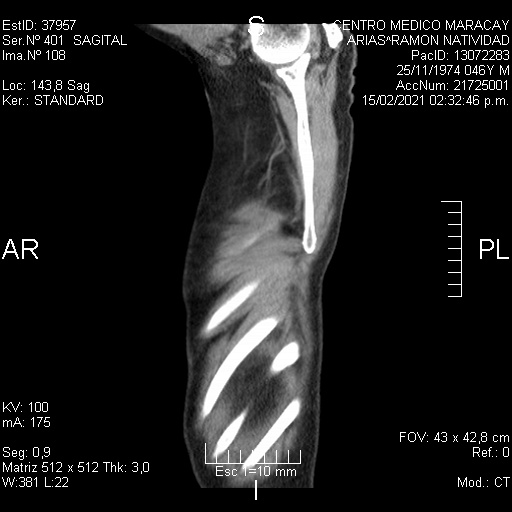 EstID: 37957
Ser.Nº 401 SAGITAL
Ima.Nº 108
Loc: 143,8 Sag
Ker.: STANDARD
S
CENTRO MEDICO MARACAY
ARIAS^RAMON NATIVIDAD
PacID: 13072283
25/11/1974 046Y M
AccNum: 21725001
15/02/2021 02:32:46 p.m.
AR
PL
KV: 100
mA: 175
Seg: 0,9
Matriz 512 x 512 Thk: 3,0
W:381 L:22
Esc 1=10 mm
I
FOV: 43 x 42,8 cm
Ref.: 0
Mod.: CT